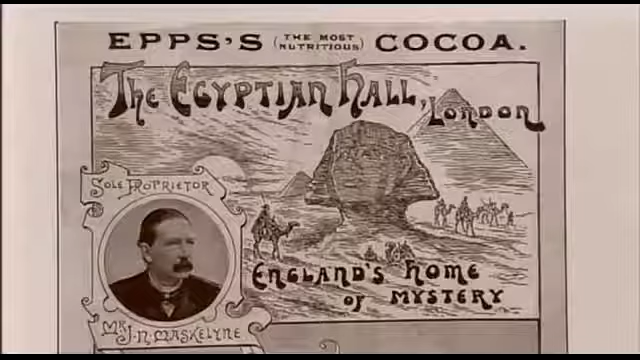 EPPS'S (THE MOST NUTRITIOUS) COCOA.
THE EGYPTIAN HALL, LONDON
SOLE PROPRIETOR
MR J. N. MASKELYNE
ENGLAND'S HOME
OF MYSTERY